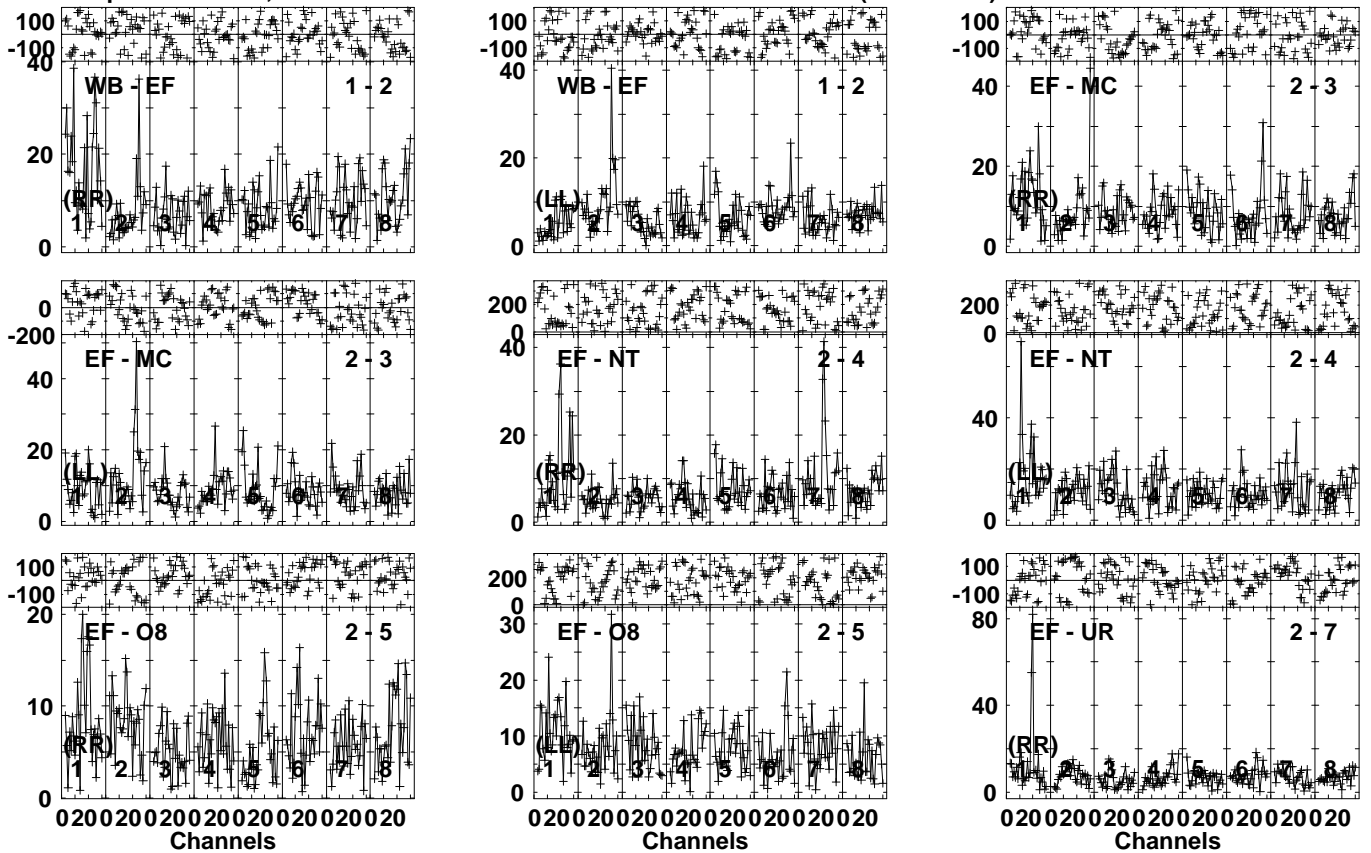 100 100 100
-100 -100 -100
40 WB - EF 1 - 2 40 WB - EF 1 - 2 40 EF - MC 2 - 3
20 20 20
(RR) (LL) (RR)
1 2 3 4 5 6 7 8 1 2 3 4 5 6 7 8 1 2 3 4 5 6 7 8
0 0 0
0 200 200
-200 0 0
EF - MC 2 - 3 40 EF - NT 2 - 4 EF - NT 2 - 4
40
20 20 40
(LL) (RR) (LL)
1 2 3 4 5 6 7 8 1 2 3 4 5 6 7 8 1 2 3 4 5 6 7 8
0 0 0
100 200 100
-100 0 -100
20 EF - O8 2 - 5 30 EF - O8 2 - 5 80 EF - UR 2 - 7
10 20 40
(RR) 10 (LL) (RR)
1 2 3 4 5 6 7 8 1 2 3 4 5 6 7 8 1 2 3 4 5 6 7 8
0 0 0
0 20 0 20 0 20 0 20 0 20 0 20 0 20 0 20 0 20 0 20 0 20 0 20 0 20 0 20 0 20 0 20 0 20 0 20 0 20 0 20 0 20 0 20 0 20 0 20
Channels Channels Channels